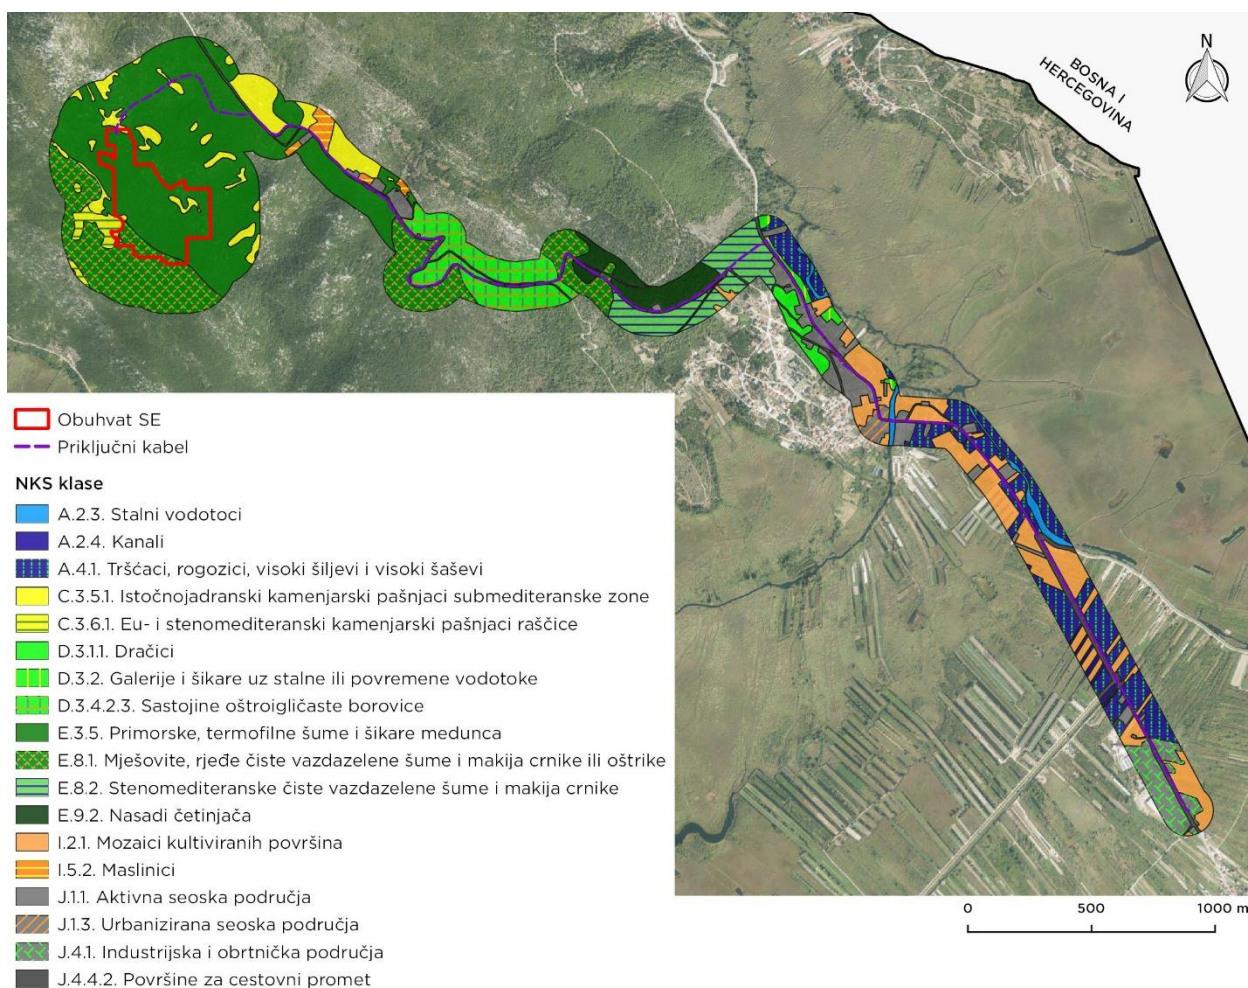 BOSNA I
HERCEGOVINA
N
Obuhvat SE
Priključni kabel
NKS klase
A.2.3. Stalni vodotoci
A.2.4. Kanali
A.4.1. Tršćaci, rogozici, visoki šiljevi i visoki šaševi
C.3.5.1. Istočnojadranski kamenjarski pašnjaci submediteranske zone
C.3.6.1. Eu- i stenomediteranski kamenjarski pašnjaci raščice
D.3.1.1. Dračici
D.3.2. Galerije i šikare uz stalne ili povremene vodotoke
D.3.4.2.3. Sastojine oštroigličaste borovice
E.3.5. Primorske, termofilne šume i šikare medunca
E.8.1. Mješovite, rjeđe čiste vazdazelene šume i makija crnike ili oštrike
E.8.2. Stenomediteranske čiste vazdazelene šume i makija crnike
E.9.2. Nasadi četinjača
I.2.1. Mozaici kultiviranih površina
I.5.2. Maslinici
J.1.1. Aktivna seoska područja
J.1.3. Urbanizirana seoska područja
J.4.1. Industrijska i obrtnička područja
J.4.4.2. Površine za cestovni promet
0 500 1000 m